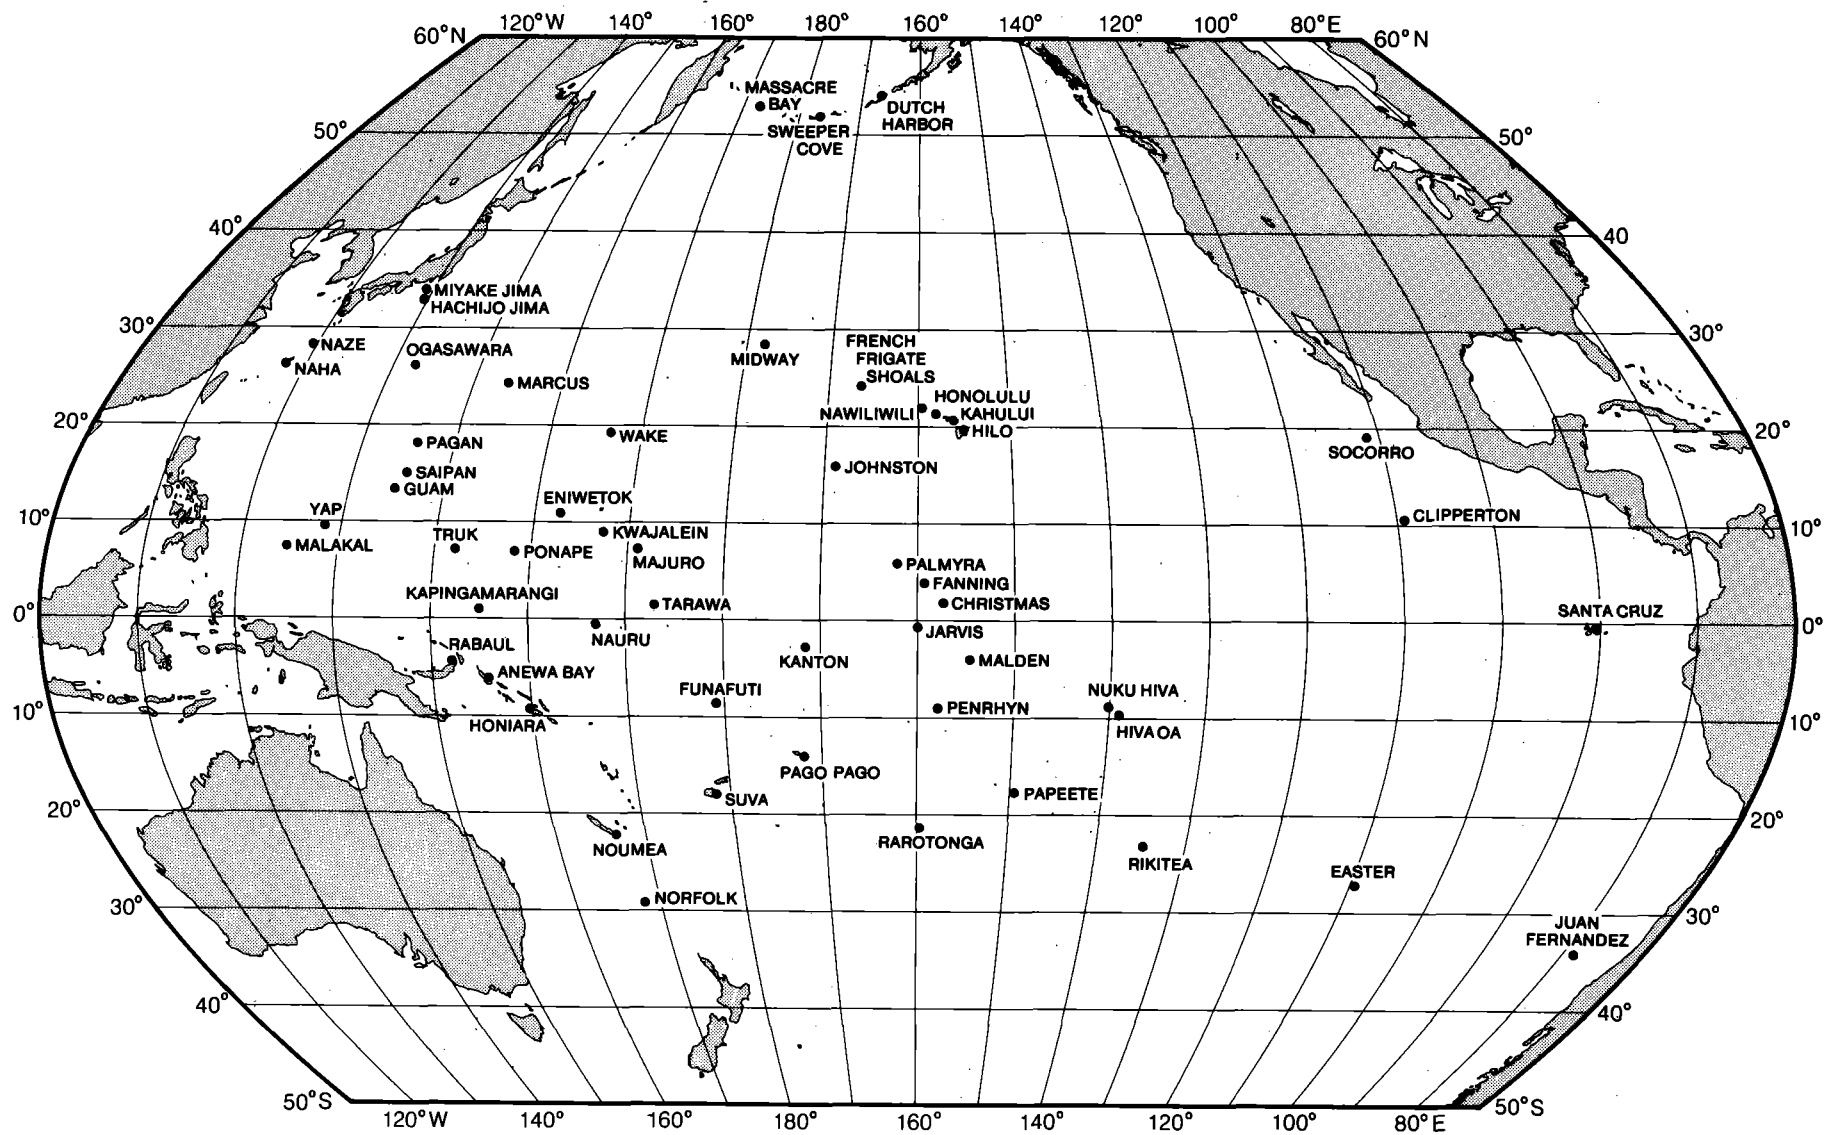 120°W 140° 160° 180° 160° 140° 120° 100° 80°E
60°N 60°N
MASSACRE
BAY
DUTCH
HARBOR
SWEEPER
COVE
50° 50°
40° 40
MIYAKE JIMA
HACHIJO JIMA
30° 30°
NAZE
NAHA
OGASAWARA
MARCUS
MIDWAY
FRENCH
FRIGATE
SHOALS
HONOLULU
NAWILIWILI
KAHULUI
HILO
20° 20°
PAGAN
WAKE
SOCORRO
SAIPAN
JOHNSTON
GUAM
ENIWETOK
YAP
CLIPPERTON
10° 10°
TRUK
KWAJALEIN
MALAKAL
PONAPE
MAJURO
PALMYRA
FANNING
KAPINGAMARANGI
TARAWA
CHRISTMAS
SANTA CRUZ
0° 0°
NAURU
JARVIS
RABAUL
KANTON
MALDEN
ANEWA BAY
FUNAFUTI
NUKU HIVA
10° 10°
PENRHYN
HONIARA
HIVA OA
PAGO PAGO
SUVA
PAPEETE
20° 20°
NOUMEA
RAROTONGA
RIKITEA
EASTER
NORFOLK
30° 30°
JUAN
FERNANDEZ
40° 40°
50°S 50°S
120°W 140° 160° 180° 160° 140° 120° 100° 80°E